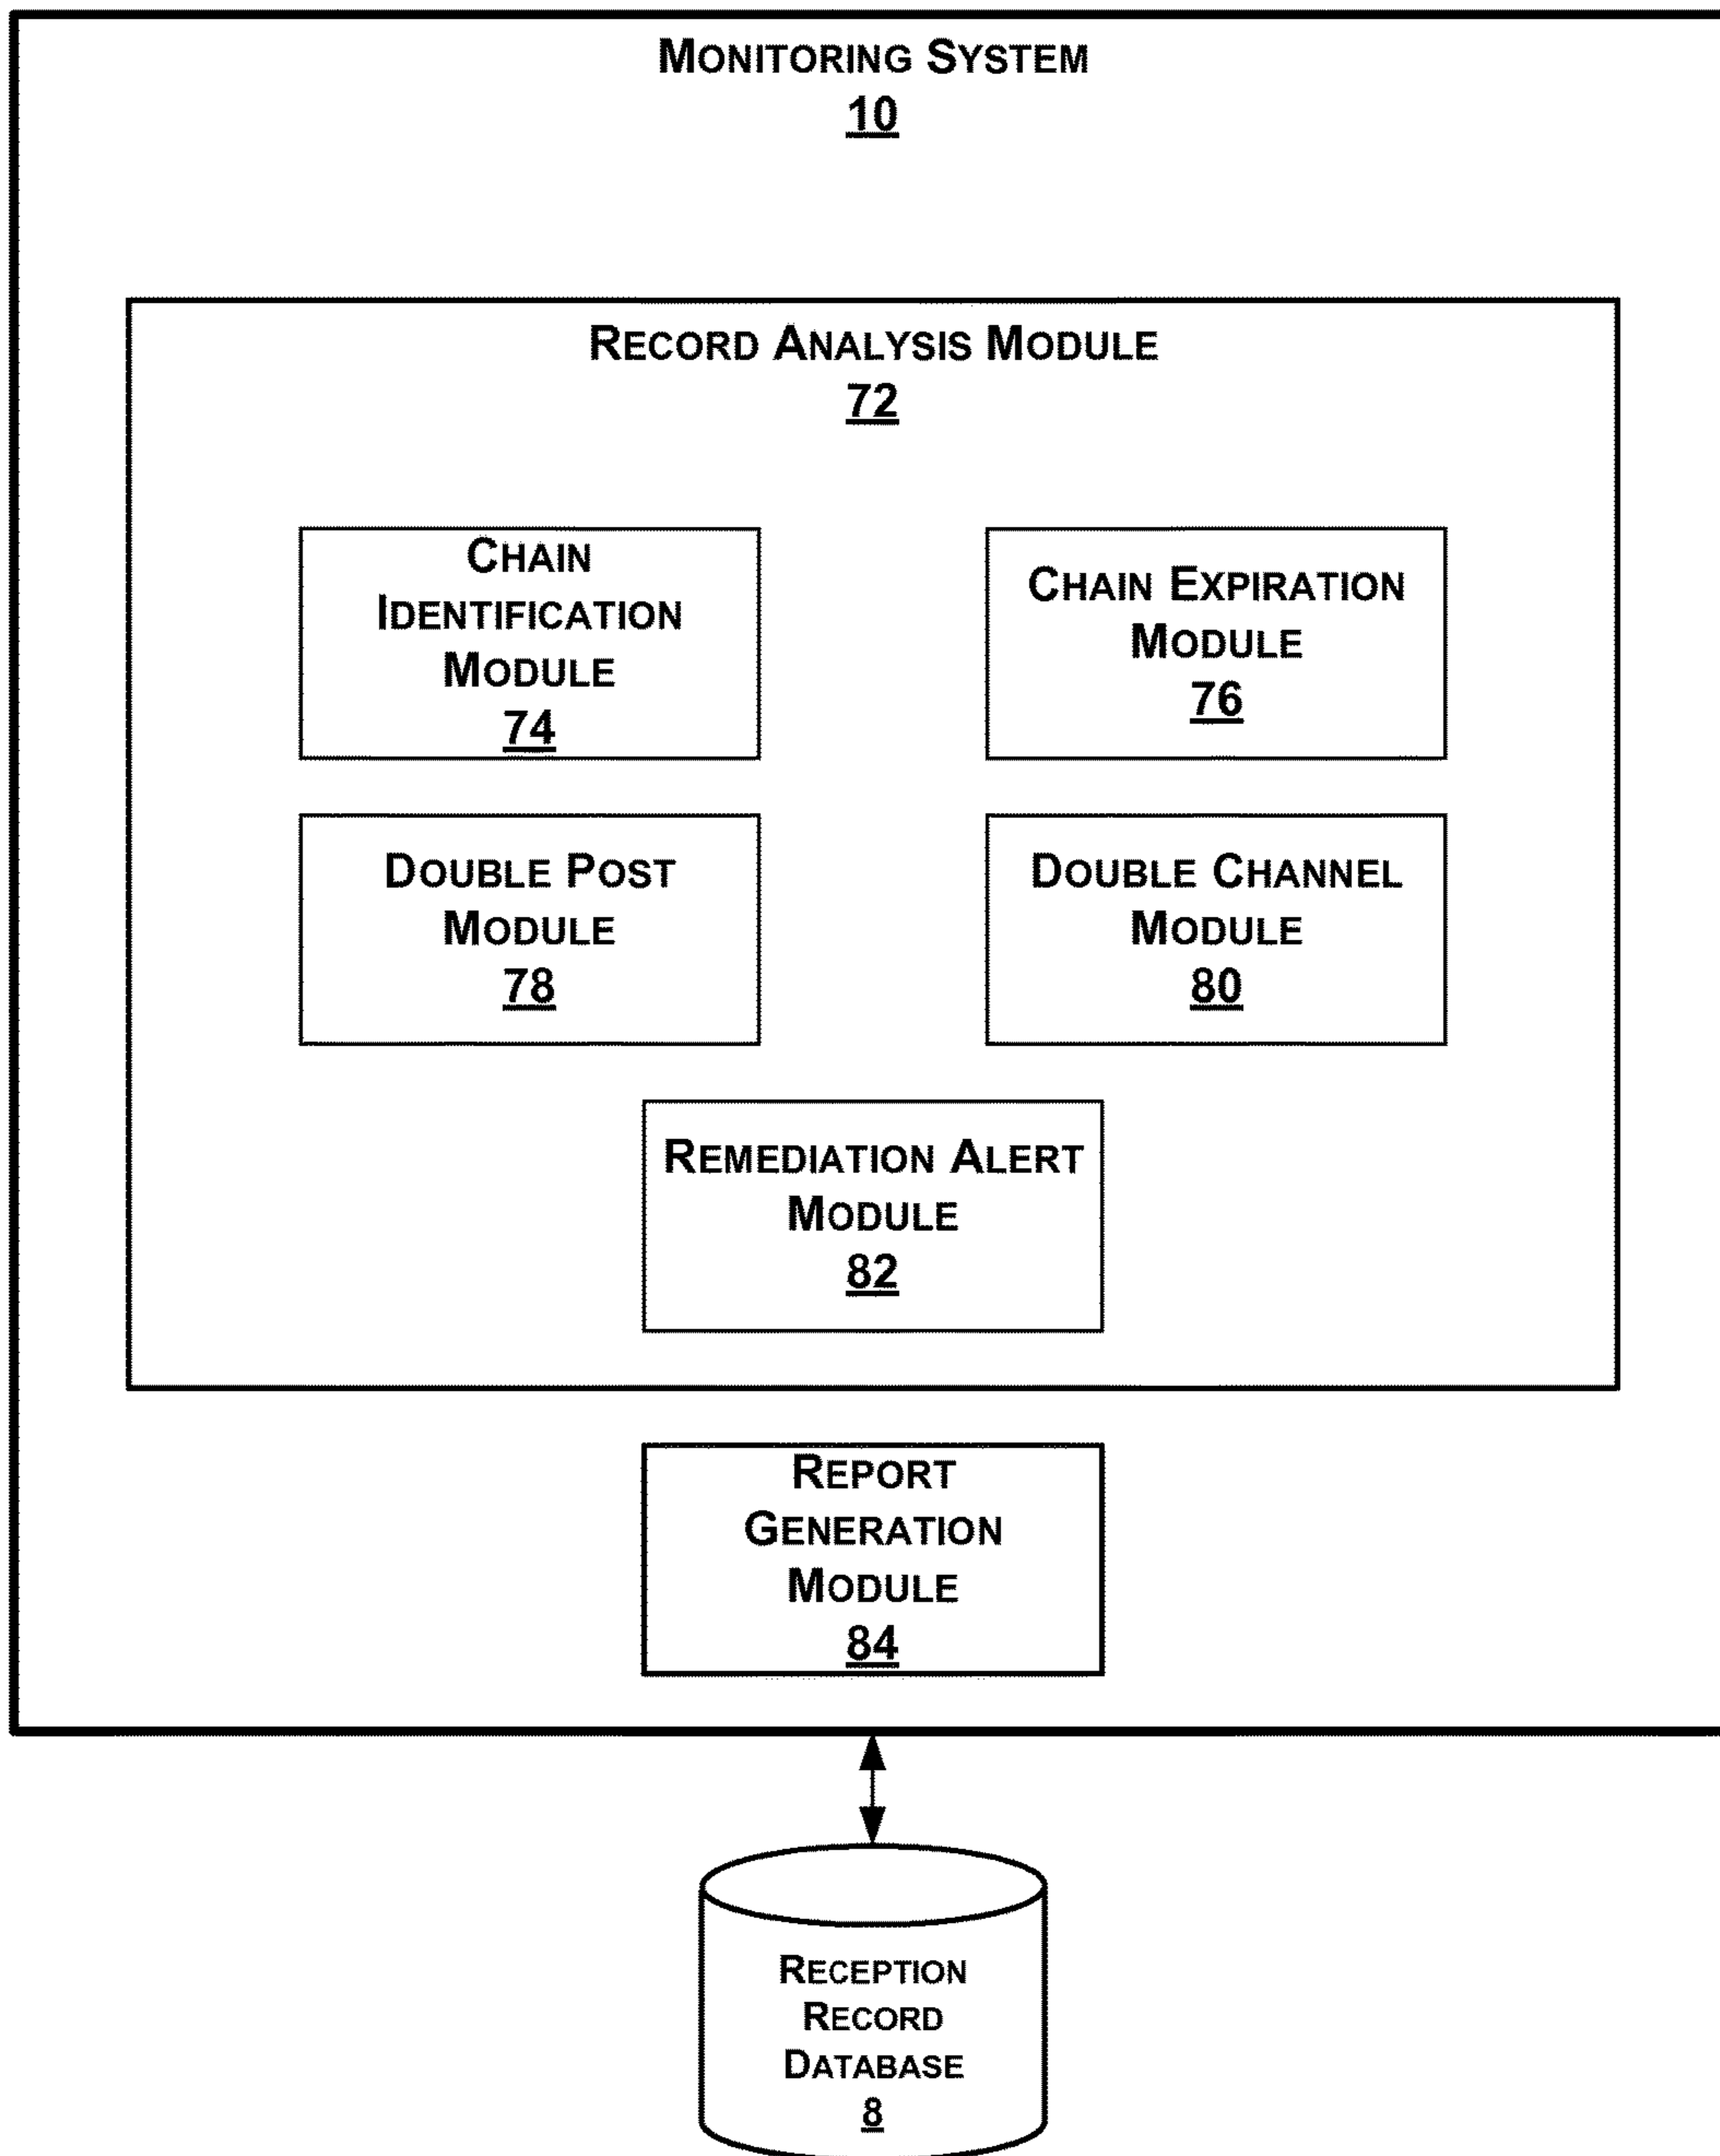 MONITORING SYSTEM
10
RECORD ANALYSIS MODULE
72
CHAIN
IDENTIFICATION
MODULE
74
CHAIN EXPIRATION
MODULE
76
DOUBLE POST
MODULE
78
DOUBLE CHANNEL
MODULE
80
REMEDIATION ALERT
MODULE
82
REPORT
GENERATION
MODULE
84
RECEPTION
RECORD
DATABASE
8